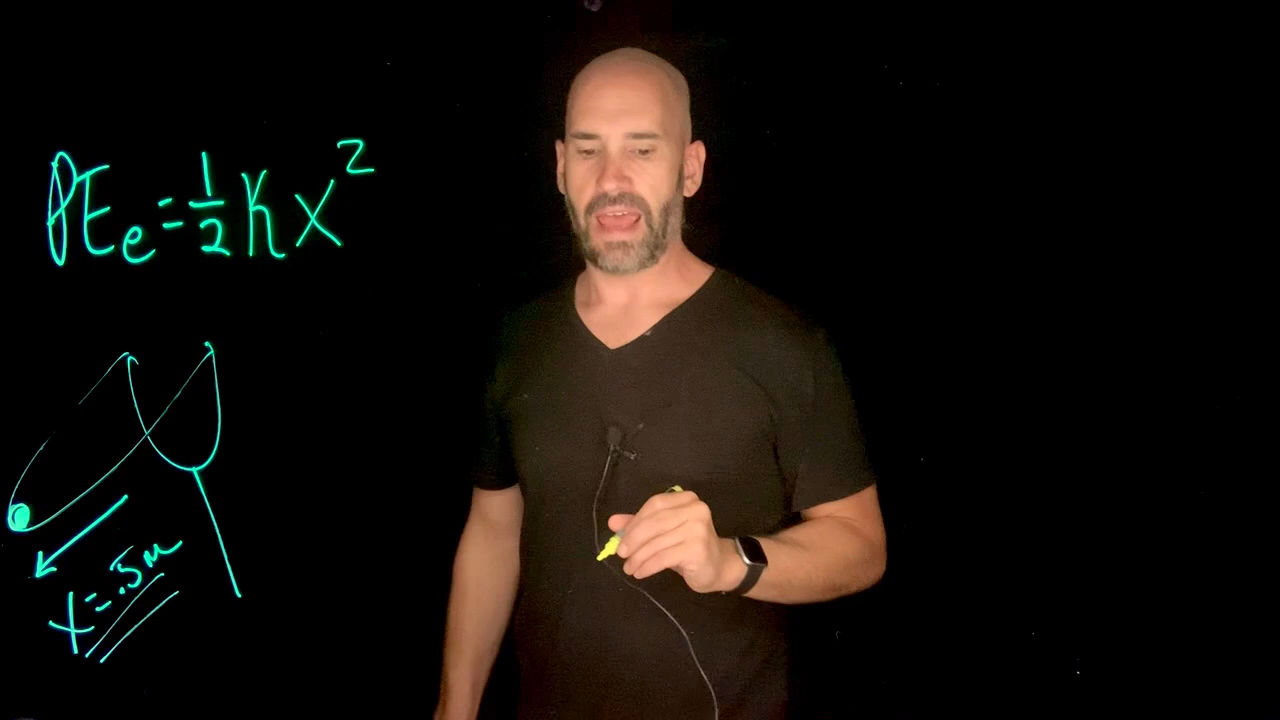 PEe = 1/2 Kx²
x = .5m